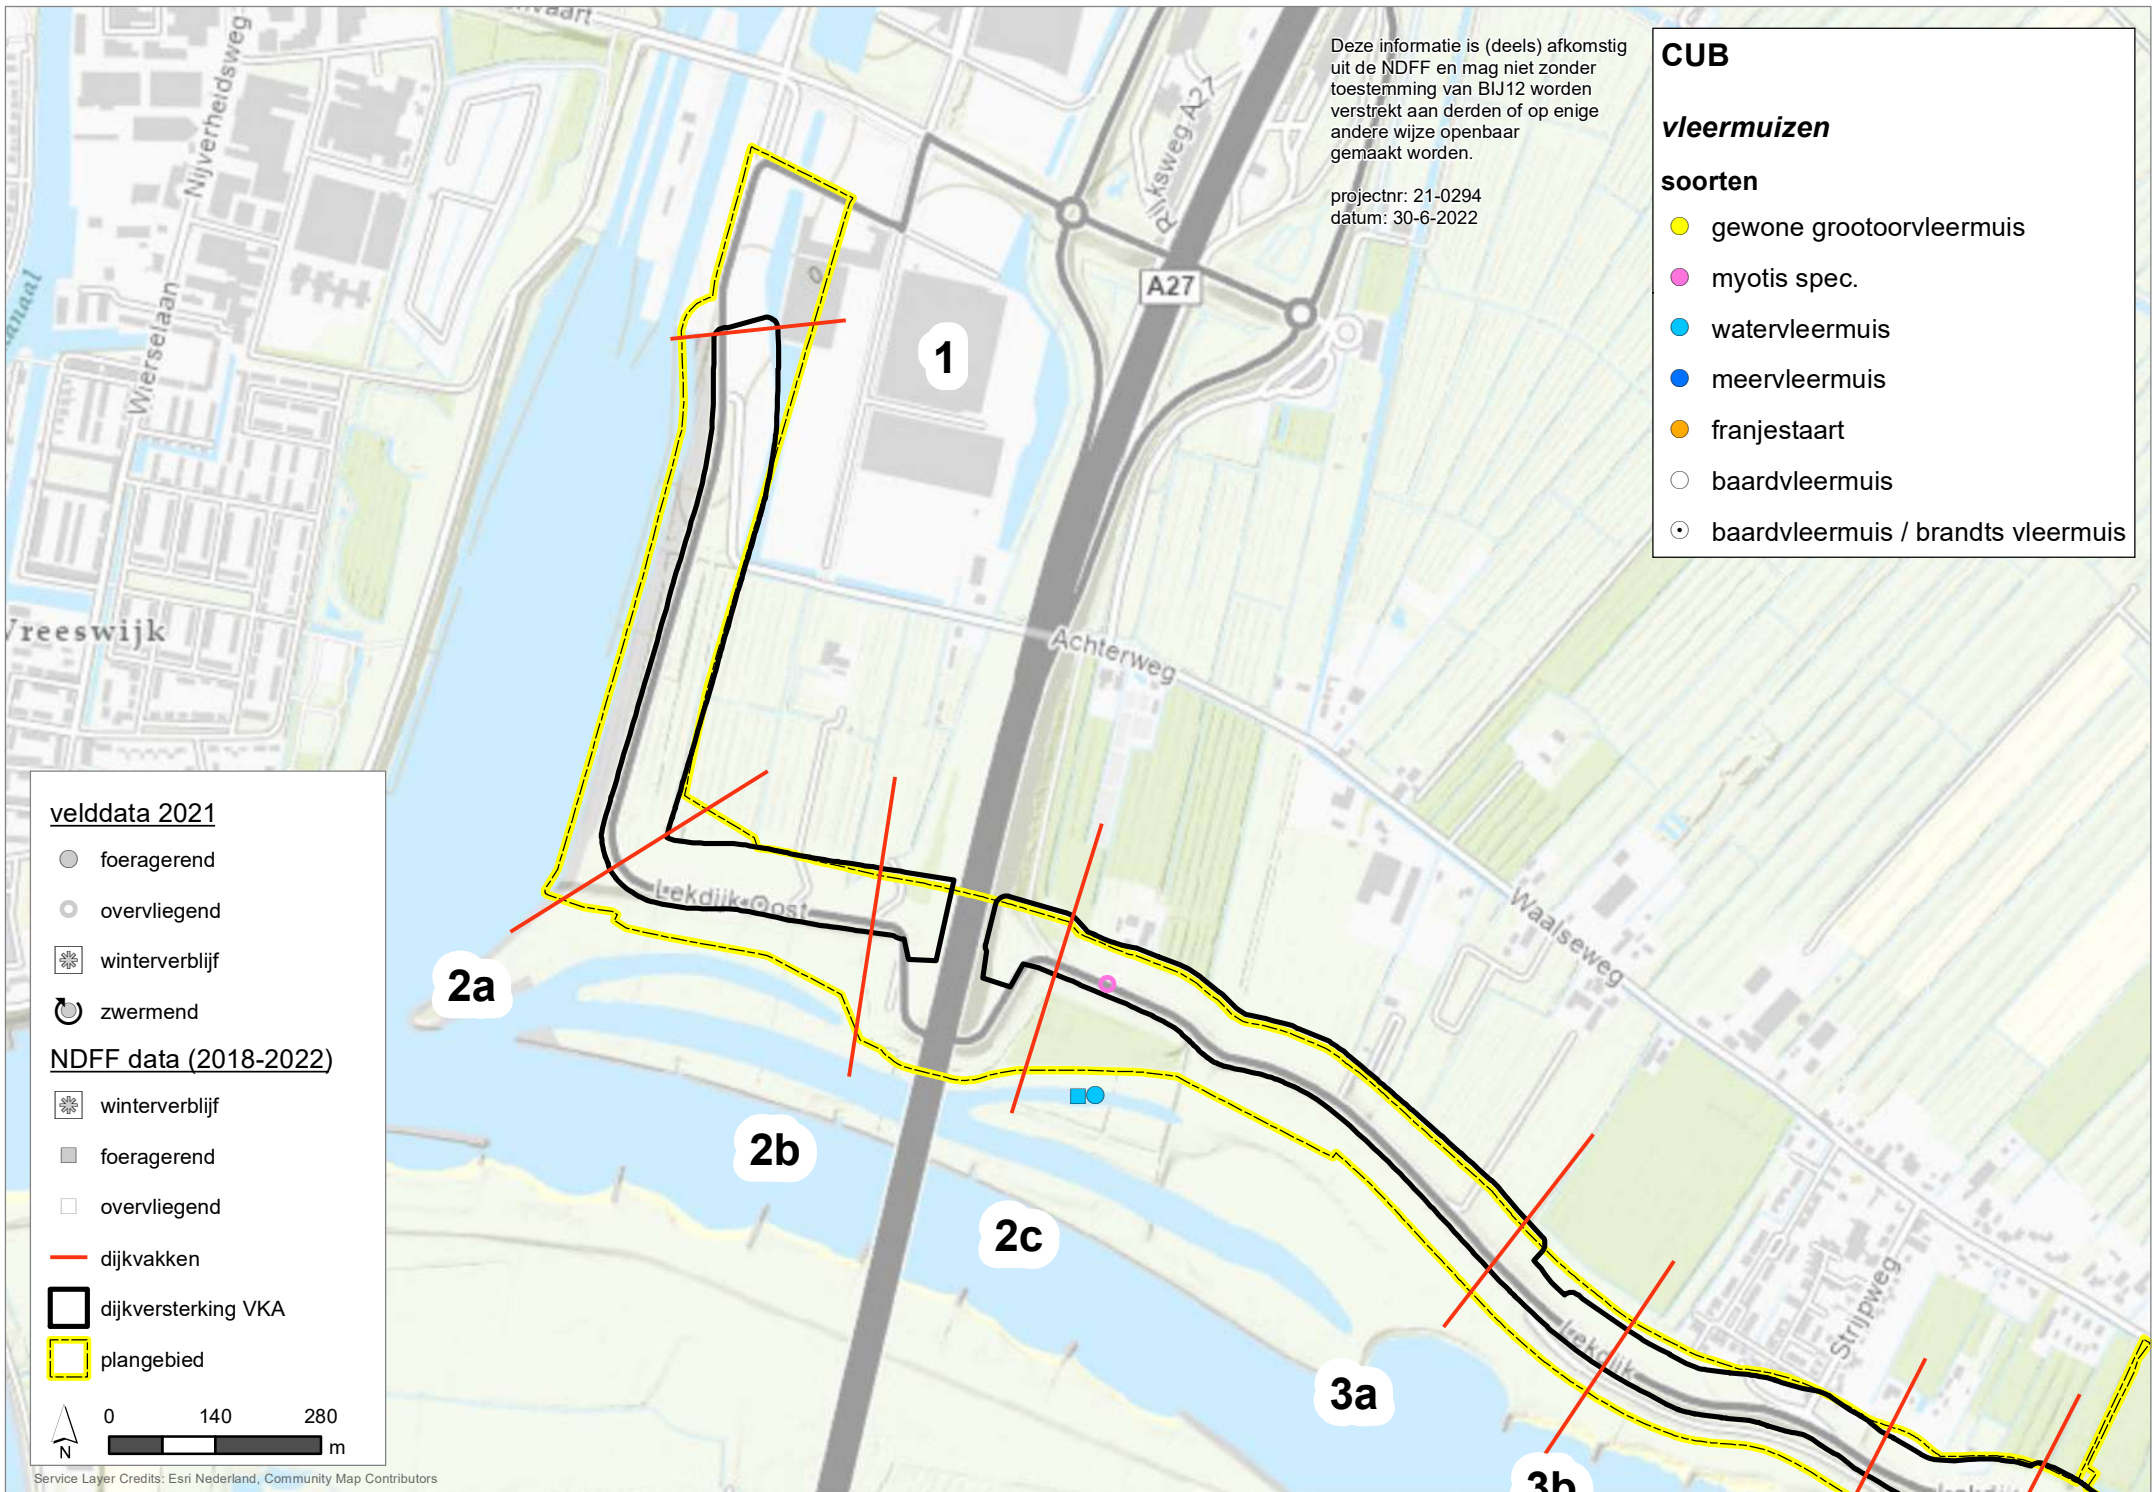 Nijverheidsweg
Wierselaan
Vreeswijk
Rijksweg A27
A27
Achterweg
Waalseweg
Strijpweg
Lekdijk-Oost
Lekdijk
1
2a
2b
2c
3a
3b
Deze informatie is (deels) afkomstig
uit de NDFF en mag niet zonder
toestemming van BIJ12 worden
verstrekt aan derden of op enige
andere wijze openbaar
gemaakt worden.
projectnr: 21-0294
datum: 30-6-2022
CUB
vleermuizen
soorten
gewone grootoorvleermuis
myotis spec.
watervleermuis
meervleermuis
franjestaart
baardvleermuis
baardvleermuis / brandts vleermuis
velddata 2021
foeragerend
overvliegend
winterverblijf
zwermend
NDFF data (2018-2022)
winterverblijf
foeragerend
overvliegend
dijkvakken
dijkversterking VKA
plangebied
N
0 140 280
m
Service Layer Credits: Esri Nederland, Community Map Contributors